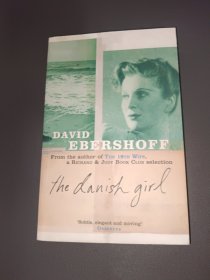 DAVID
EBERSHOFF
From the author of THE 19TH WIFE,
a RICHARD & JUDY BOOK CLUB selection
the danish girl
'Subtle, elegant and moving'